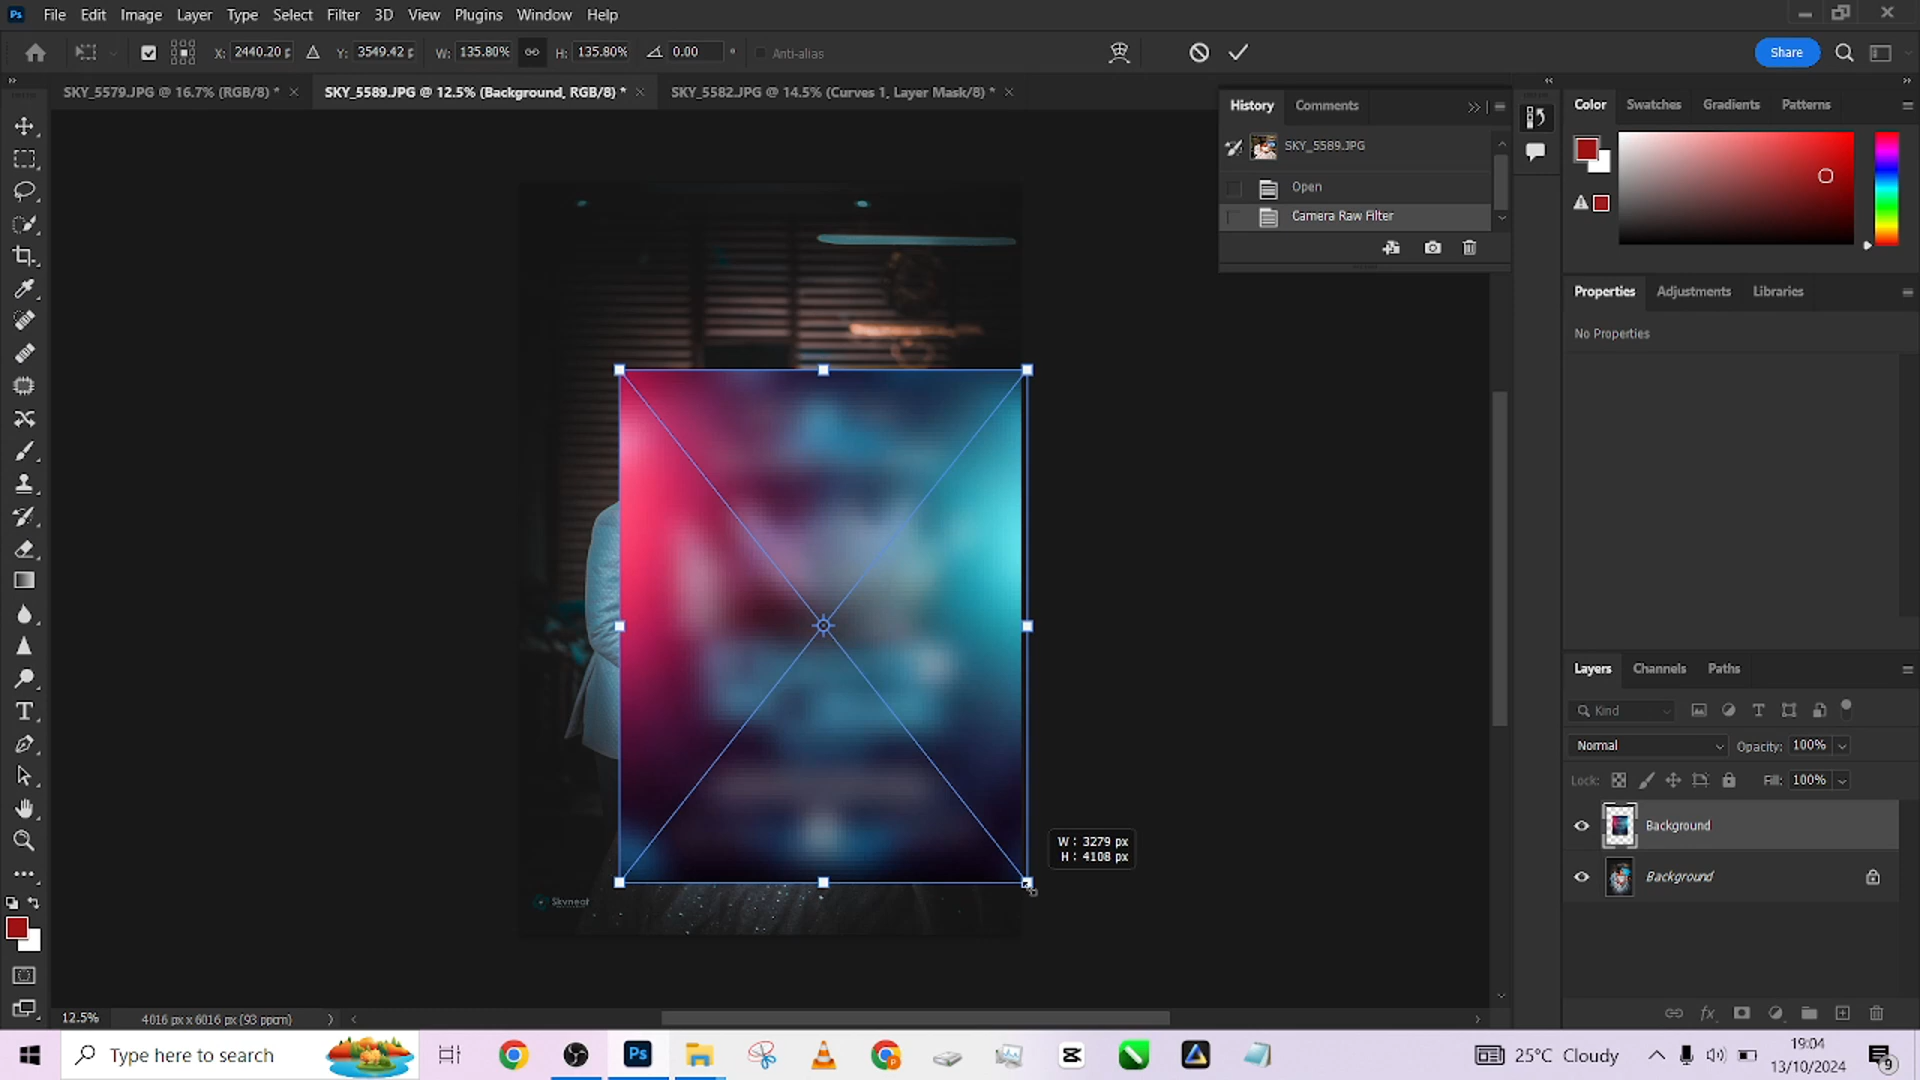 Ps File Edit Image Layer Type Select Filter 3D View Plugins Window Help
X: 2440.20 Y: 3549.42 W: 135.80% H: 135.80% 0.00 ° Anti-alias Share
SKY_5579.JPG @ 16.7% (RGB/8) * SKY_5589.JPG @ 12.5% (Background, RGB/8) * SKY_5582.JPG @ 14.5% (Curves 1, Layer Mask/8) *
History Comments
SKY_5589.JPG
Open
Camera Raw Filter
Color Swatches Gradients Patterns
Properties Adjustments Libraries
No Properties
W : 3279 px
H : 4108 px
Skyneat
Layers Channels Paths
Kind
Normal Opacity: 100%
Lock: Fill: 100%
Background
Background
12.5% 4016 px x 6016 px (93 ppcm)
Type here to search
Ps
25°C Cloudy
19:04
13/10/2024
9